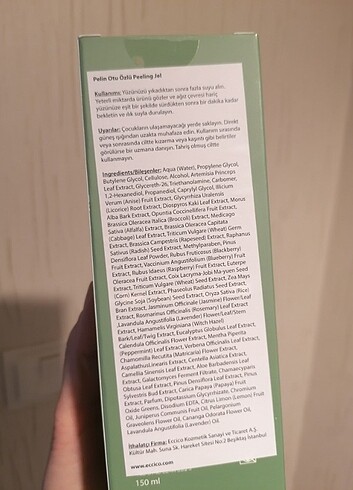 Pelin Otu Özlü Peeling Jel
Kullanımı: Yüzünüzü yıkadıktan sonra fazla suyu alın.
Yeterli miktarda ürünü gözler ve ağız çevresi hariç
yüzünüze eşit bir şekilde sürdükten sonra bir dakika kadar
bekletin ve ılık suyla durulayın.
Uyarılar: Çocukların ulaşamayacağı yerde saklayın. Direkt
güneş ışığından uzakta muhafaza edin. Kullanım sırasında
veya sonrasında ciltte kızarma veya kaşıntı gibi belirtiler
görülürse bir uzmana danışın. Tahriş olmuş ciltte
kullanmayın.
Ingredients/Bileşenler: Aqua (Water), Propylene Glycol,
Butylene Glycol, Cellulose, Alcohol, Artemisia Princeps
Leaf Extract, Glycereth-26, Triethanolamine, Carbomer,
1,2-Hexanediol, Propanediol, Caprylyl Glycol, Illicium
Verum (Anise) Fruit Extract, Glycyrrhiza Uralensis
(Licorice) Root Extract, Diospyros Kaki Leaf Extract, Morus
Alba Bark Extract, Opuntia Coccinellifera Fruit Extract,
Brassica Oleracea Italica (Broccoli) Extract, Medicago
Sativa (Alfalfa) Extract, Brassica Oleracea Capitata
(Cabbage) Leaf Extract, Triticum Vulgare (Wheat) Germ
Extract, Brassica Campestris (Rapeseed) Extract, Raphanus
Sativus (Radish) Seed Extract, Methylparaben, Pinus
Densiflora Leaf Powder, Rubus Fruticosus (Blackberry)
Fruit Extract, Vaccinium Angustifolium (Blueberry) Fruit
Extract, Rubus Idaeus (Raspberry) Fruit Extract, Euterpe
Oleracea Fruit Extract, Coix Lacryma-Jobi Ma-yuen Seed
Extract, Triticum Vulgare (Wheat) Seed Extract, Zea Mays
(Corn) Kernel Extract, Phaseolus Radiatus Seed Extract,
Glycine Soja (Soybean) Seed Extract, Oryza Sativa (Rice)
Bran Extract, Jasminum Officinale (Jasmine) Flower/Leaf
Extract, Rosmarinus Officinalis (Rosemary) Leaf Extract
,Lavandula Angustifolia (Lavender) Flower/Leaf/Stem
Extract, Hamamelis Virginiana (Witch Hazel)
Bark/Leaf/Twig Extract, Eucalyptus Globulus Leaf Extract,
Calendula Officinalis Flower Extract, Mentha Piperita
(Peppermint) Leaf Extract, Verbena Officinalis Leaf Extract,
Chamomilla Recutita (Matricaria) Flower Extract,
AspalathusLinearis Extract, Centella Asiatica Extract,
Camellia Sinensis Leaf Extract, Aloe Barbadensis Leaf
Extract, Galactomyces Ferment Filtrate, Chamaecyparis
Obtusa Leaf Extract, Pinus Densiflora Leaf Extract, Pinus
Sylvestris Bud Extract, Carica Papaya (Papaya) Fruit
Extract, Parfum, Dipotassium Glycyrrhizate, Chromium
Oxide Greens, Disodium EDTA, Citrus Limon (Lemon) Fruit
Oil, Juniperus Communis Fruit Oil, Pelargonium
Graveolens Flower Oil, Cananga Odorata Flower Oil,
Lavandula Angustifolia (Lavender) Oil
İthalatçı Firma: Eccico Kozmetik Sanayi ve Ticaret A.Ş.
Kültür Mah. Suna Sk. Hareket Sitesi No:2 Beşiktaş İstanbul
www.eccico.com
150 ml